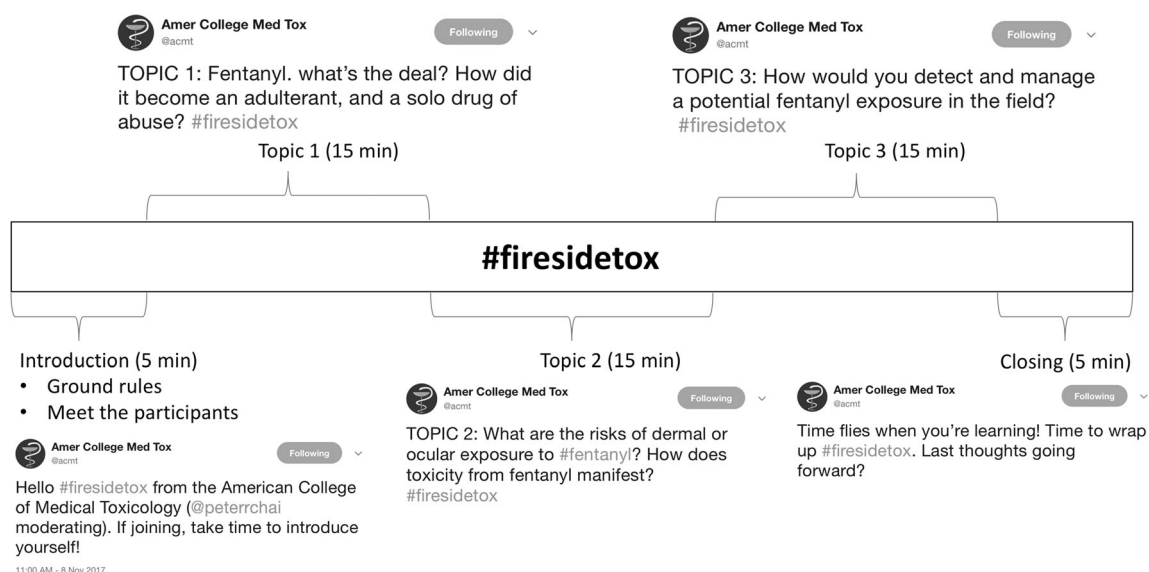 Amer College Med Tox
@acmt
Following
TOPIC 1: Fentanyl. what's the deal? How did
it become an adulterant, and a solo drug of
abuse? #firesidetox
Topic 1 (15 min)
Amer College Med Tox
@acmt
Following
TOPIC 3: How would you detect and manage
a potential fentanyl exposure in the field?
#firesidetox
Topic 3 (15 min)
#firesidetox
Introduction (5 min)
• Ground rules
• Meet the participants
Amer College Med Tox
@acmt
Following
Hello #firesidetox from the American College
of Medical Toxicology (@peterrchai
moderating). If joining, take time to introduce
yourself!
11:00 AM - 8 Nov 2017
Topic 2 (15 min)
Amer College Med Tox
@acmt
Following
TOPIC 2: What are the risks of dermal or
ocular exposure to #fentanyl? How does
toxicity from fentanyl manifest?
#firesidetox
Closing (5 min)
Amer College Med Tox
@acmt
Following
Time flies when you're learning! Time to wrap
up #firesidetox. Last thoughts going
forward?